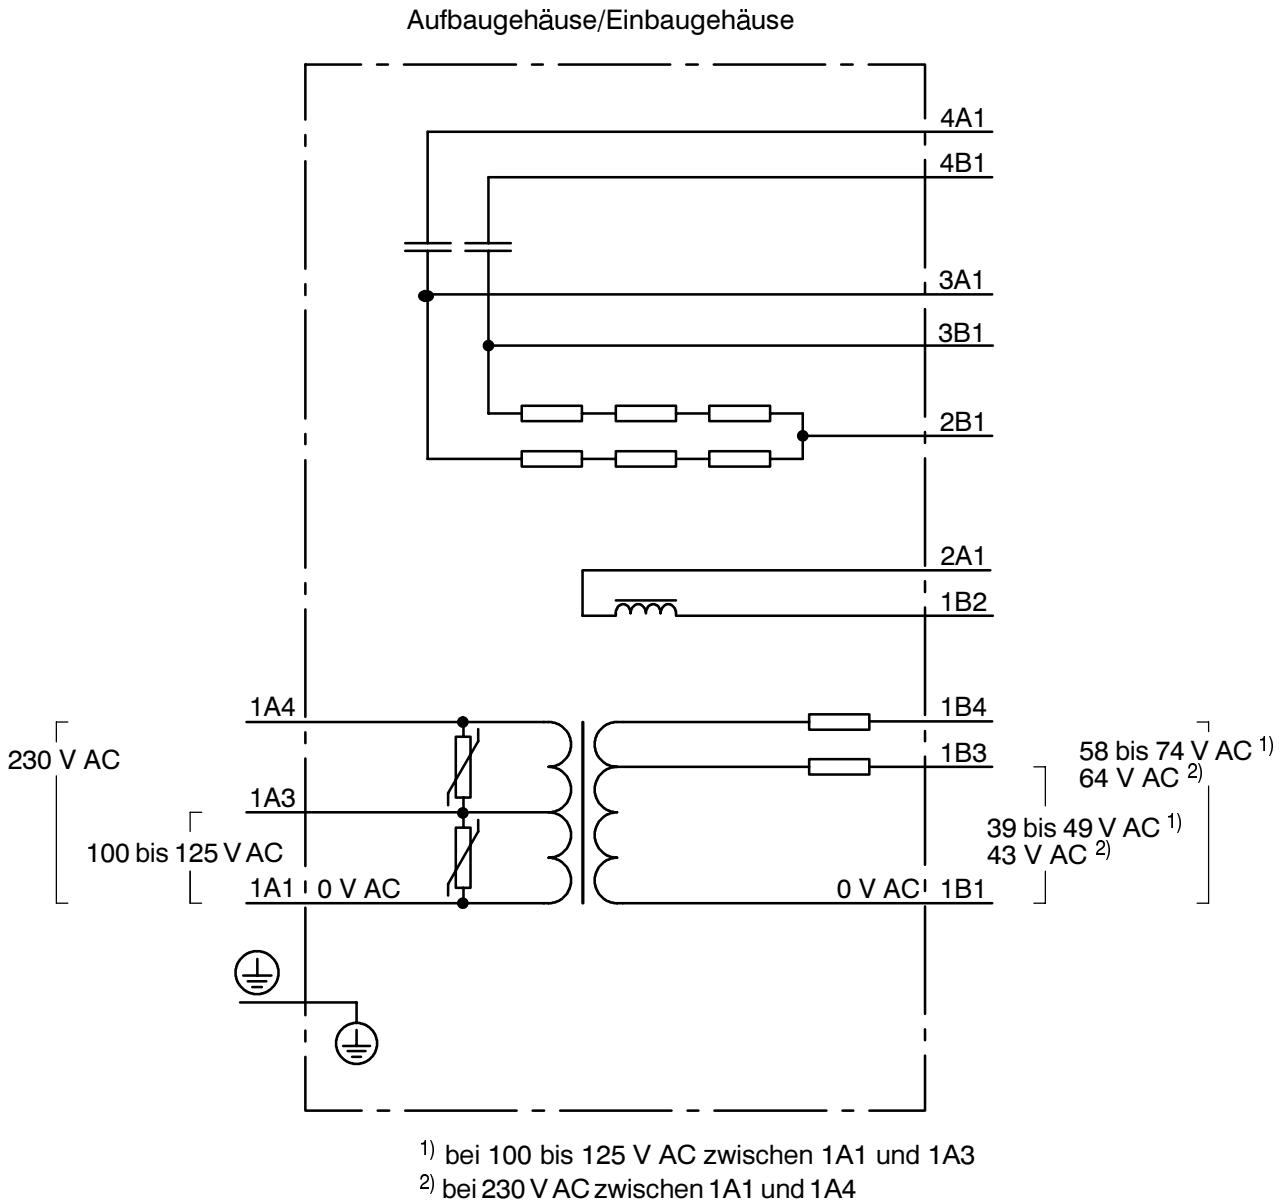 Aufbaugehäuse/Einbaugehäuse
4A1
4B1
3A1
3B1
2B1
2A1
1B2
1A4
1B4
230 V AC
1B3
58 bis 74 V AC 1)
64 V AC 2)
1A3
100 bis 125 V AC
39 bis 49 V AC 1)
43 V AC 2)
1A1 0 V AC
0 V AC 1B1
1) bei 100 bis 125 V AC zwischen 1A1 und 1A3
2) bei 230 V AC zwischen 1A1 und 1A4